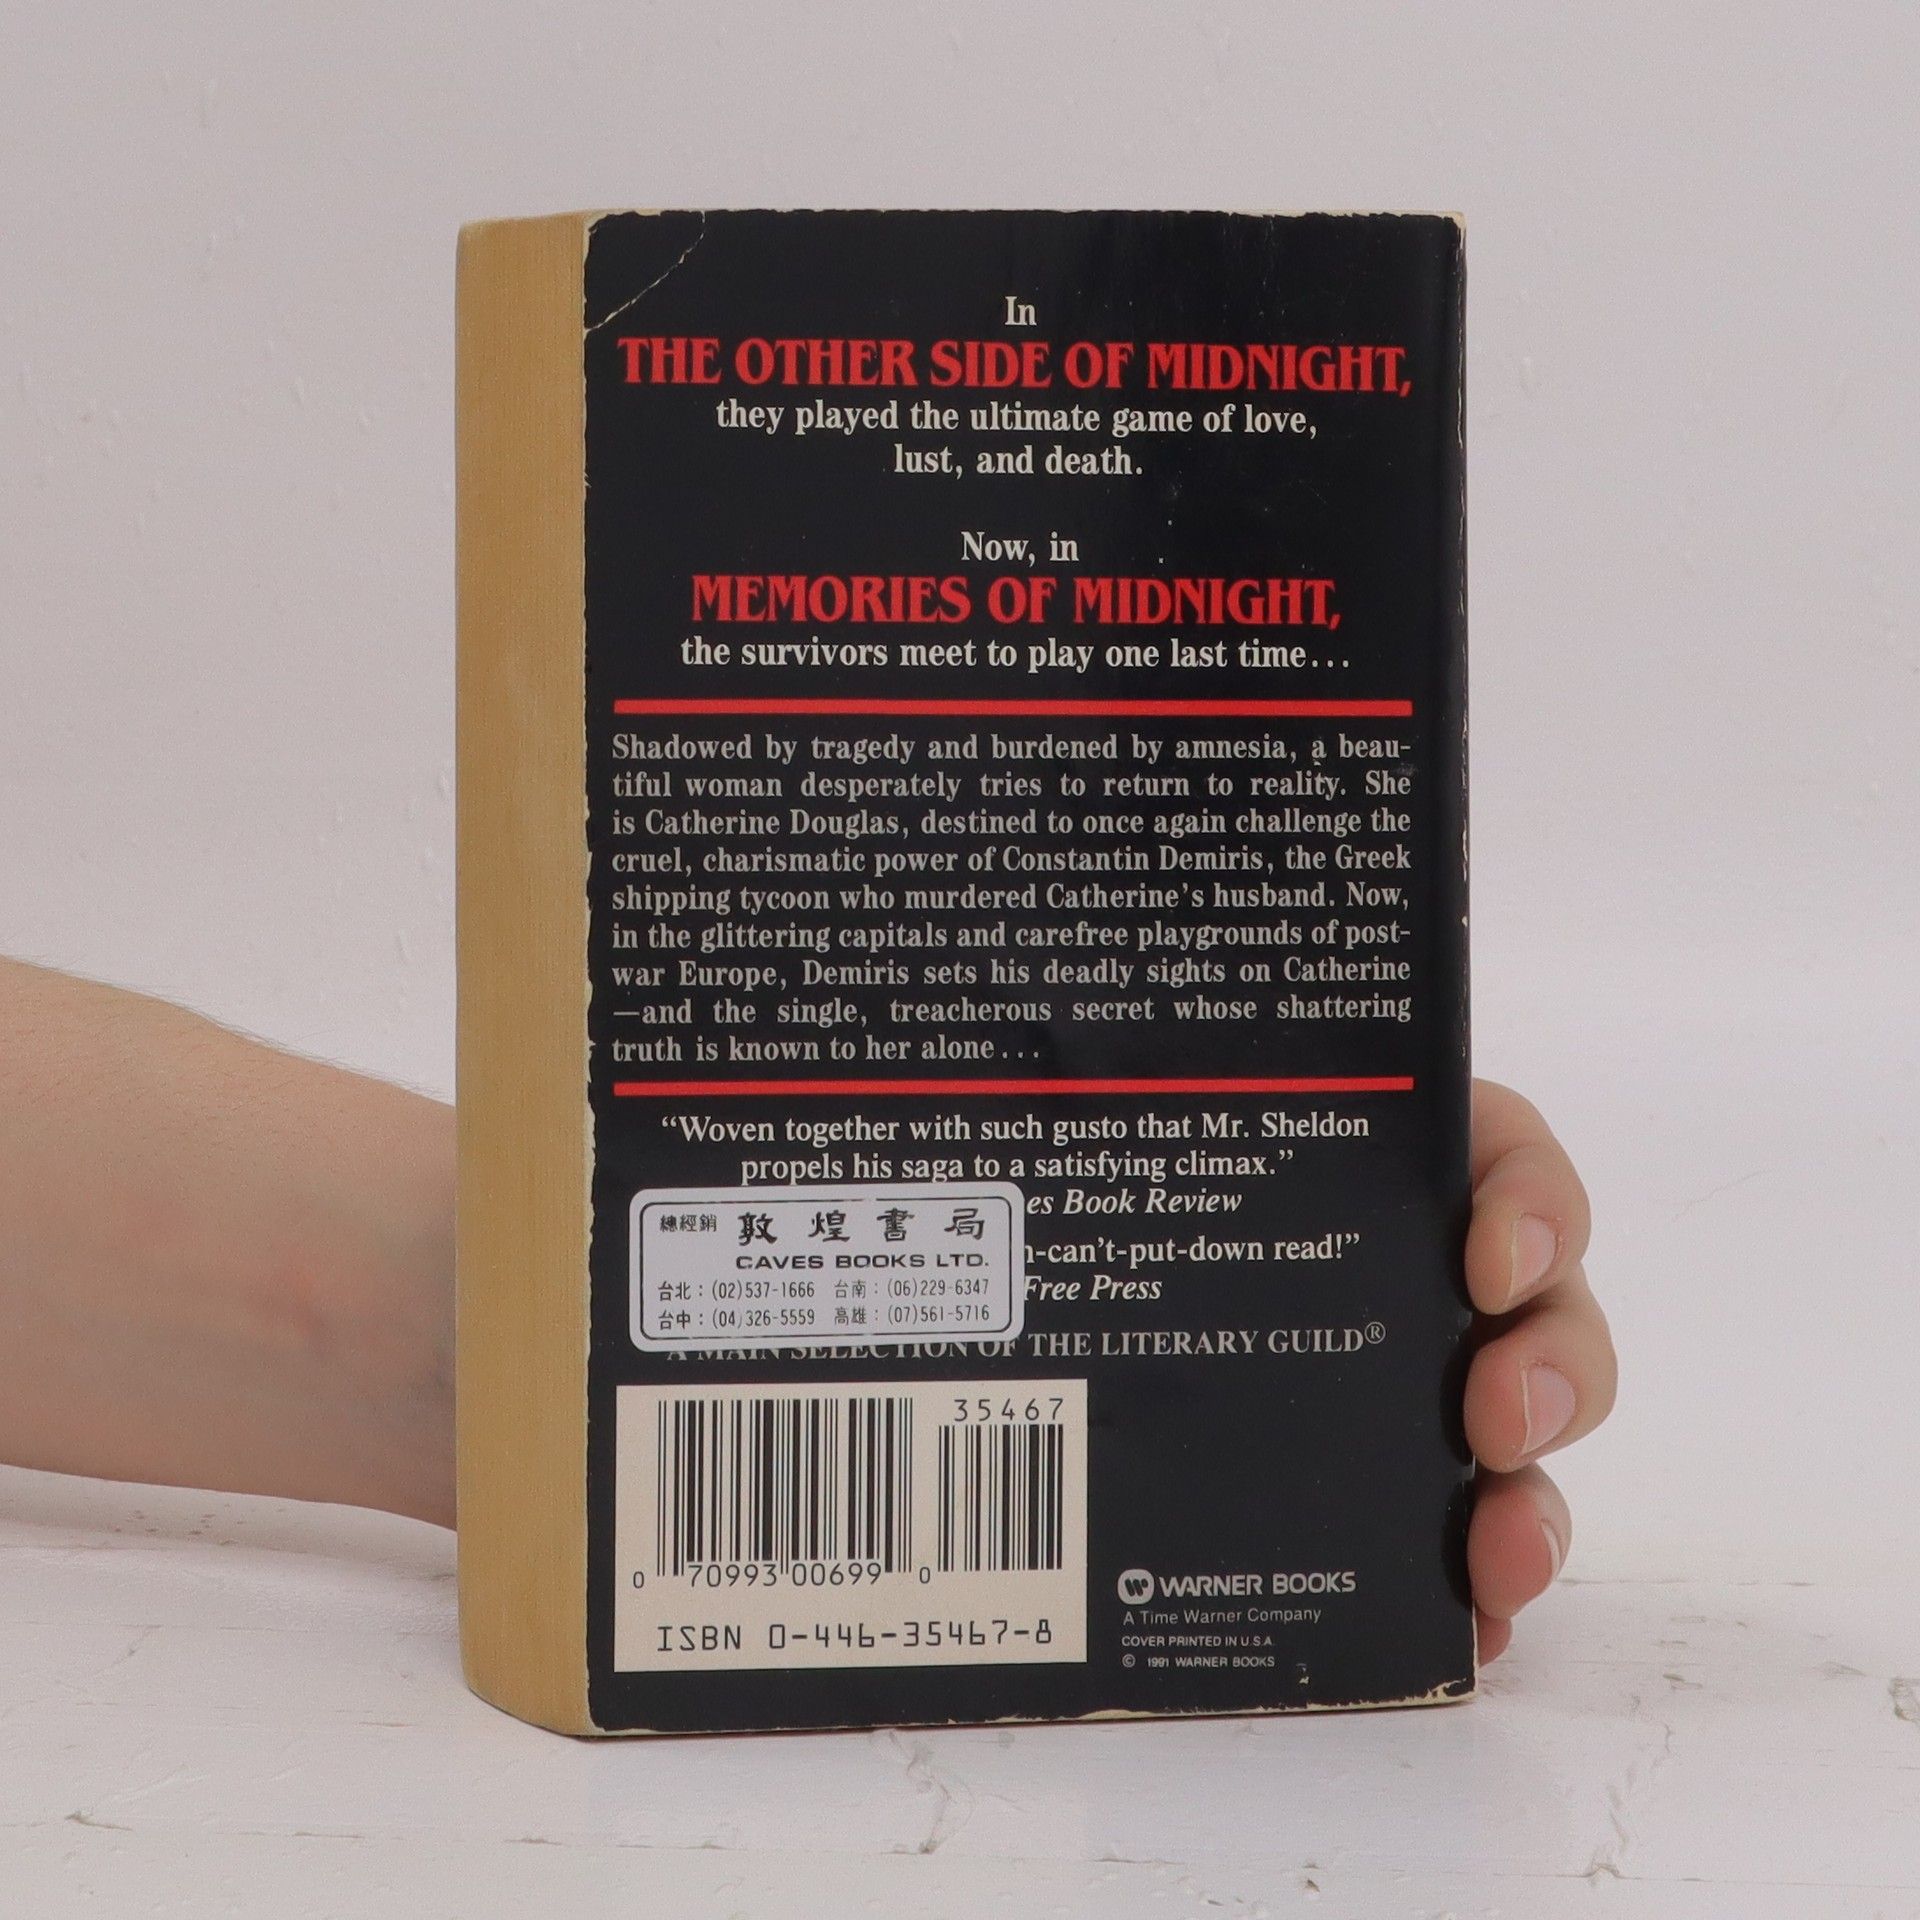 In
THE OTHER SIDE OF MIDNIGHT,
they played the ultimate game of love,
lust, and death.
Now, in
MEMORIES OF MIDNIGHT,
the survivors meet to play one last time...
Shadowed by tragedy and burdened by amnesia, a beau-
tiful woman desperately tries to return to reality. She
is Catherine Douglas, destined to once again challenge the
cruel, charismatic power of Constantin Demiris, the Greek
shipping tycoon who murdered Catherine's husband. Now,
in the glittering capitals and carefree playgrounds of post-
war Europe, Demiris sets his deadly sights on Catherine
—and the single, treacherous secret whose shattering
truth is known to her alone...
“Woven together with such gusto that Mr. Sheldon
propels his saga to a satisfying climax.”
es Book Review
-can't-put-down read!”
Free Press
總經銷 敦煌書局
CAVES BOOKS LTD.
台北：(02)537-1666 台南：(06)229-6347
台中：(04)326-5559 高雄：(07)561-5716
A MAIN SELECTION OF THE LITERARY GUILD®
35467
0 70993 00699 0
ISBN 0-446-35467-8
WARNER BOOKS
A Time Warner Company
COVER PRINTED IN U.S.A.
© 1991 WARNER BOOKS